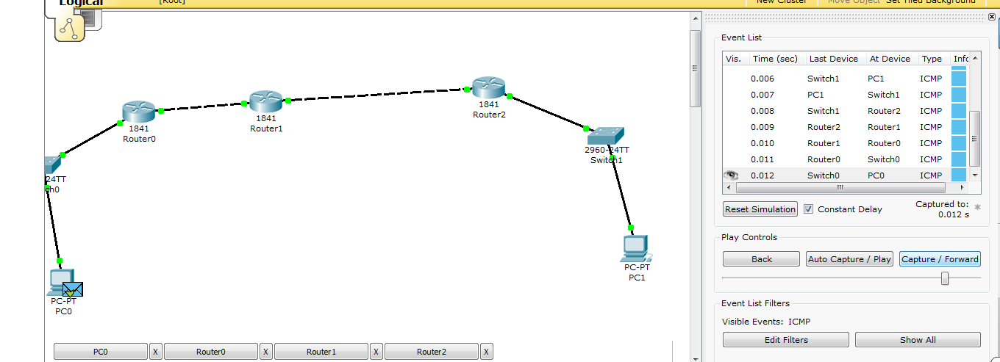 Logical
[Root]
New Cluster
Move Object
Set Tiled Background
1841
Router0
1841
Router1
1841
Router2
2960-24TT
Switch1
24TT
ch0
PC-PT
PC0
PC-PT
PC1
PC0 X Router0 X Router1 X Router2 X
Event List
Vis. Time (sec) Last Device At Device Type Info
0.006 Switch1 PC1 ICMP
0.007 PC1 Switch1 ICMP
0.008 Switch1 Router2 ICMP
0.009 Router2 Router1 ICMP
0.010 Router1 Router0 ICMP
0.011 Router0 Switch0 ICMP
0.012 Switch0 PC0 ICMP
Reset Simulation Constant Delay Captured to: *
0.012 s
Play Controls
Back Auto Capture / Play Capture / Forward
Event List Filters
Visible Events: ICMP
Edit Filters Show All